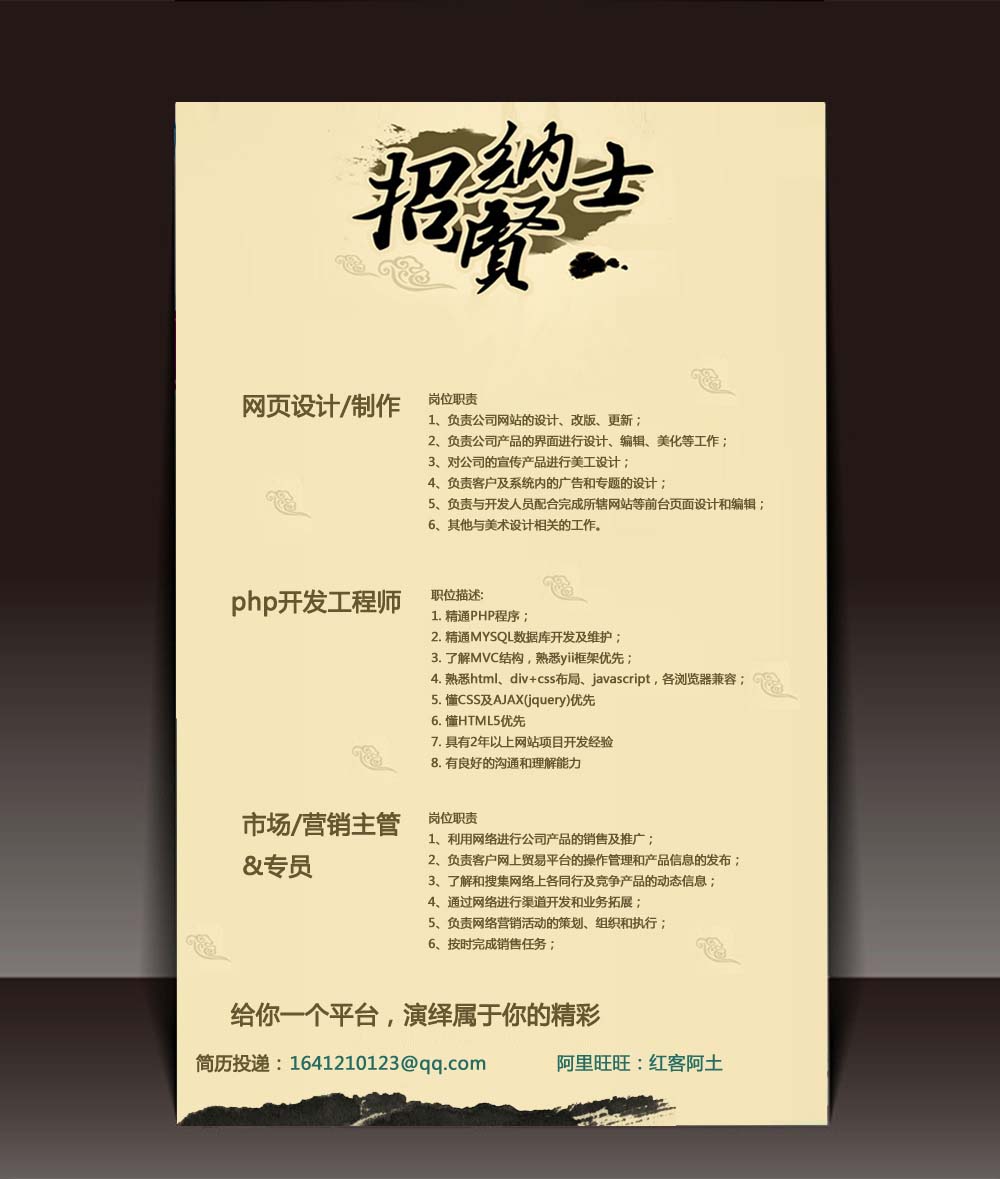 招纳賢士
网页设计/制作
岗位职责
1、负责公司网站的设计、改版、更新；
2、负责公司产品的界面进行设计、编辑、美化等工作；
3、对公司的宣传产品进行美工设计；
4、负责客户及系统内的广告和专题的设计；
5、负责与开发人员配合完成所辖网站等前台页面设计和编辑；
6、其他与美术设计相关的工作。
php开发工程师
职位描述:
1. 精通PHP程序；
2. 精通MYSQL数据库开发及维护；
3. 了解MVC结构，熟悉yii框架优先；
4. 熟悉html、div+css布局、javascript，各浏览器兼容；
5. 懂CSS及AJAX(jquery)优先
6. 懂HTML5优先
7. 具有2年以上网站项目开发经验
8. 有良好的沟通和理解能力
市场/营销主管
&专员
岗位职责
1、利用网络进行公司产品的销售及推广；
2、负责客户网上贸易平台的操作管理和产品信息的发布；
3、了解和搜集网络上各同行及竞争产品的动态信息；
4、通过网络进行渠道开发和业务拓展；
5、负责网络营销活动的策划、组织和执行；
6、按时完成销售任务；
给你一个平台，演绎属于你的精彩
简历投递：1641210123@qq.com
阿里旺旺：红客阿土